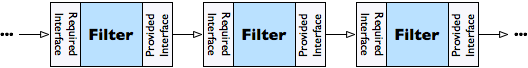 •••
Required
Interface
Filter
Provided
Interface
Required
Interface
Filter
Provided
Interface
Required
Interface
Filter
Provided
Interface
•••